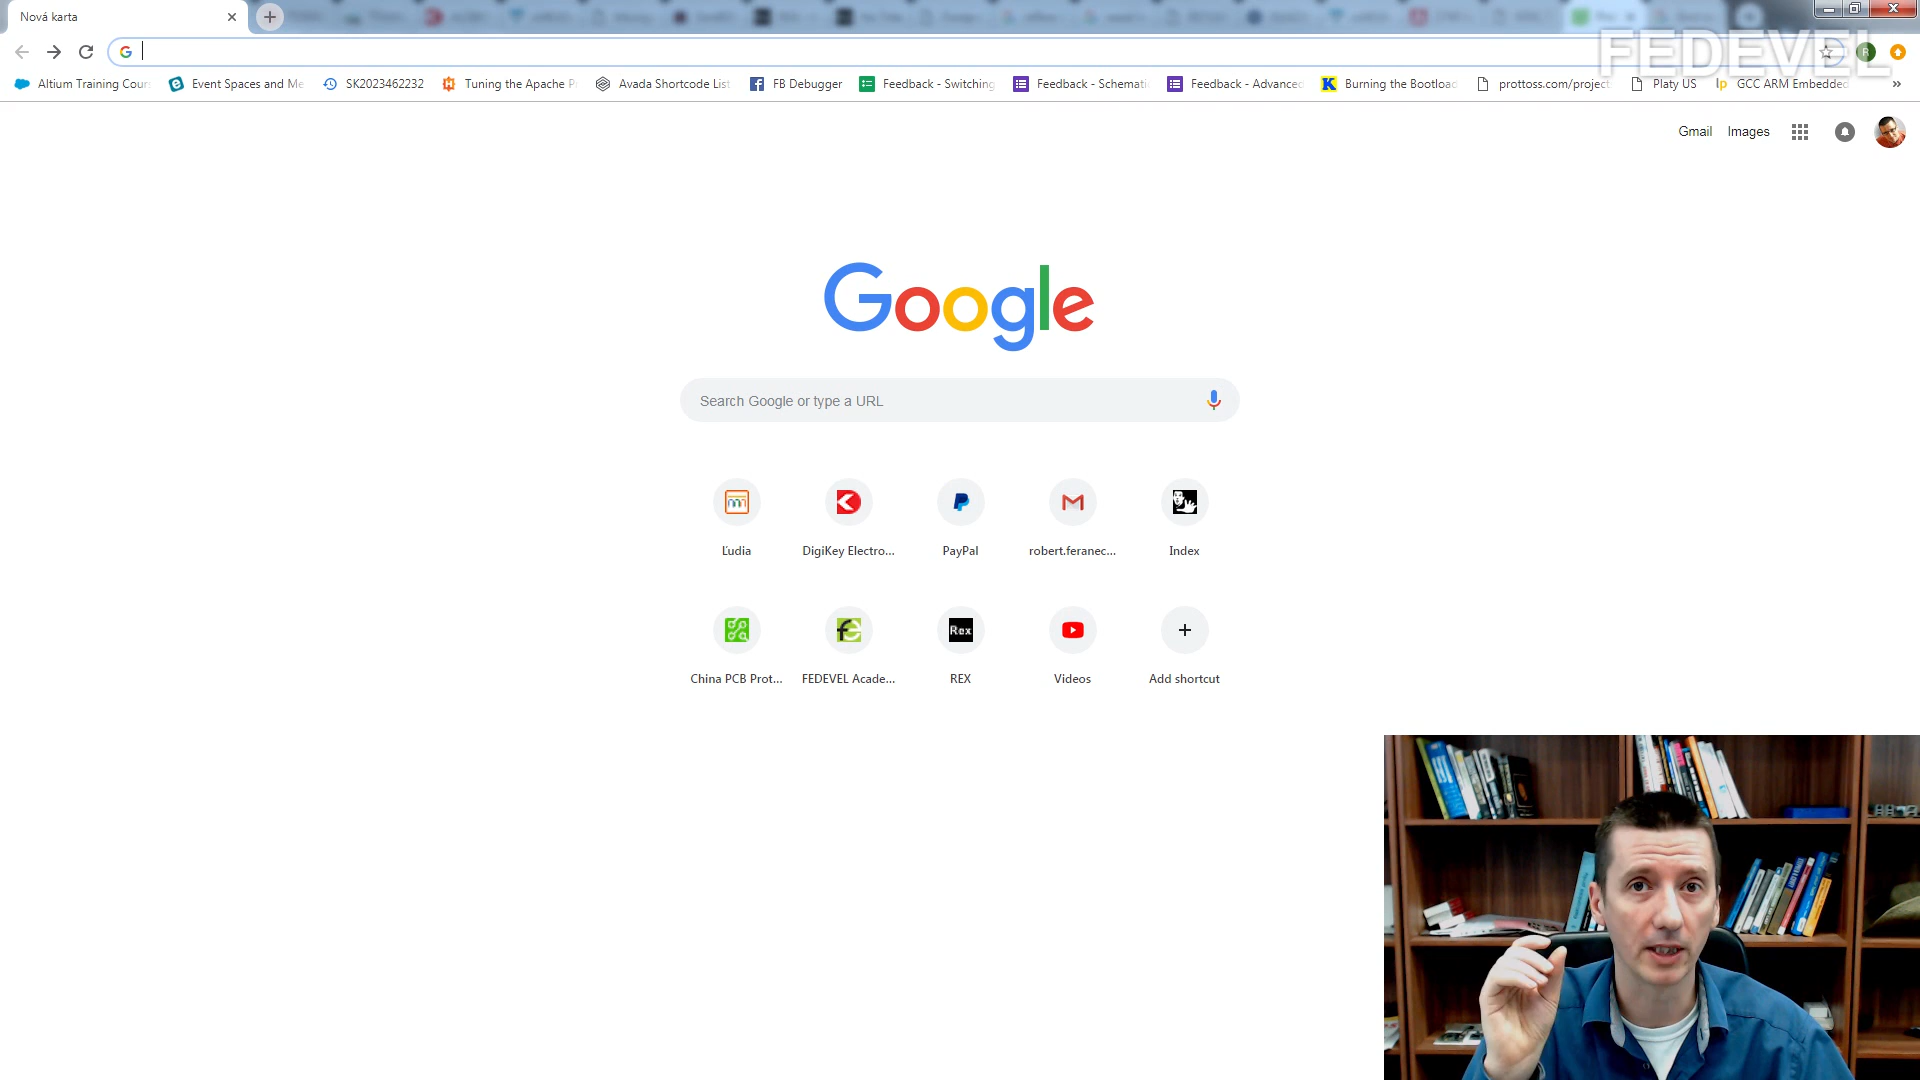 Nová karta
FEDEVEL
Altium Training Cour
Event Spaces and Me
SK2023462232
Tuning the Apache P
Avada Shortcode List
FB Debugger
Feedback - Switching
Feedback - Schemati
Feedback - Advanced
Burning the Bootload
prottoss.com/project
Platy US
GCC ARM Embedded
Gmail
Images
Google
Search Google or type a URL
Ľudia
DigiKey Electro...
PayPal
robert.feranec...
Index
Rex
China PCB Prot...
FEDEVEL Acade...
REX
Videos
Add shortcut